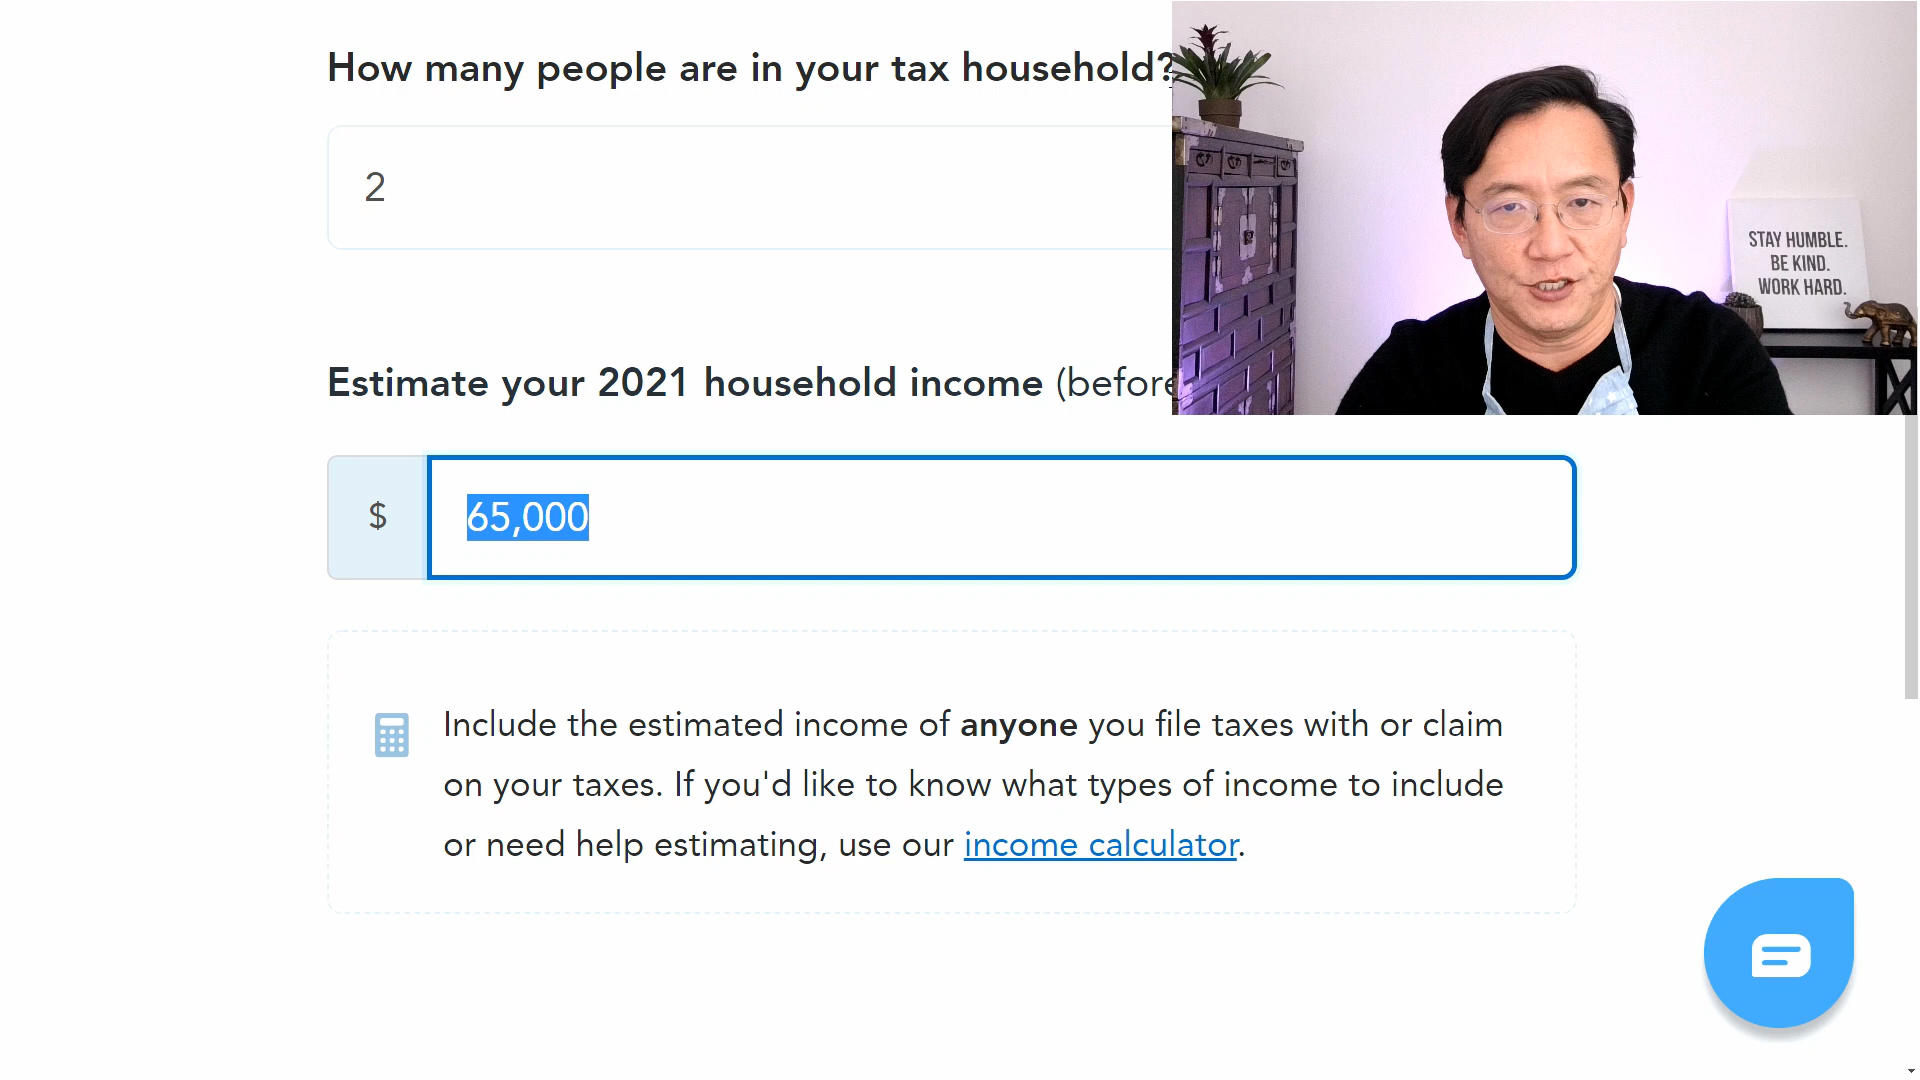 How many people are in your tax household?
2
Estimate your 2021 household income (before
$ 65,000
Include the estimated income of anyone you file taxes with or claim
on your taxes. If you'd like to know what types of income to include
or need help estimating, use our income calculator.
STAY HUMBLE.
BE KIND.
WORK HARD.